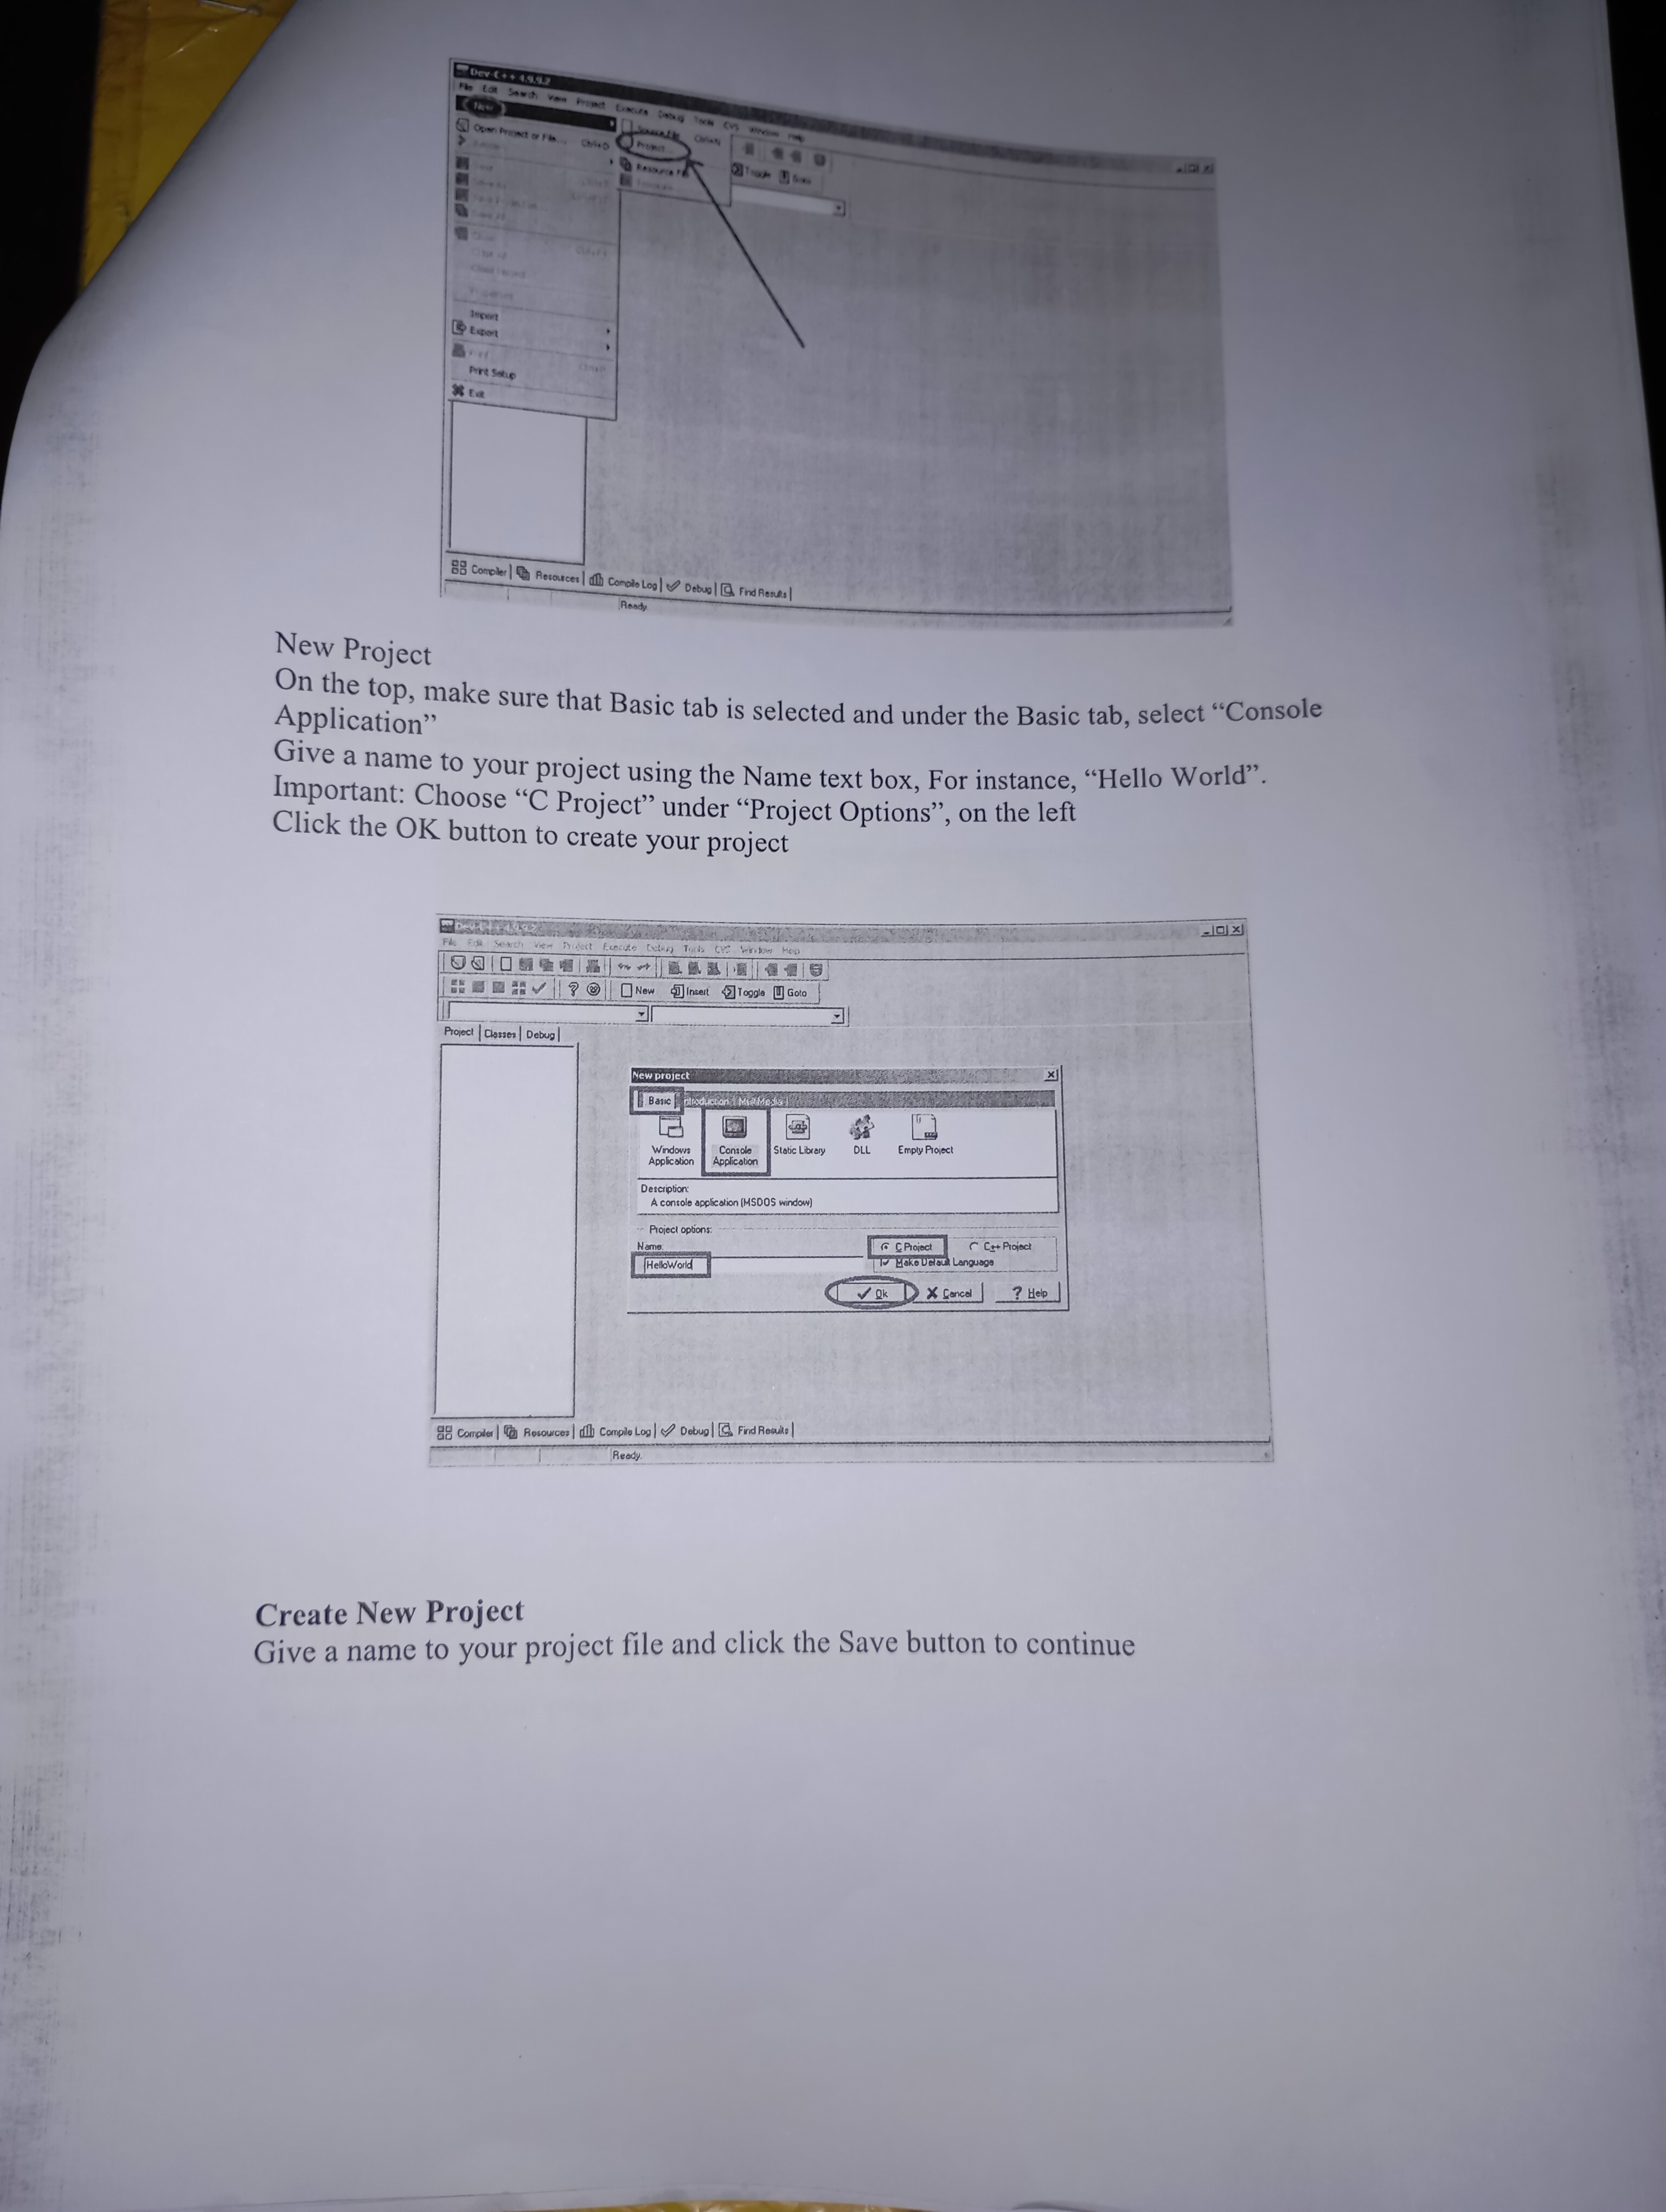 Dev-C++ 4.9.9.2
File Edit Search View Project Execute Debug Tools CVS Window Help
New
Source File Ctrl+N
Open Project or File... Ctrl+O
Project...
Resource File
Toggle Goto
Import
Export
Print Setup
Exit
Compiler Resources Compile Log Debug Find Results
Ready.
New Project
On the top, make sure that Basic tab is selected and under the Basic tab, select “Console
Application”
Give a name to your project using the Name text box, For instance, “Hello World”.
Important: Choose “C Project” under “Project Options”, on the left
Click the OK button to create your project
Dev-C++ 4.9.9.2
File Edit Search View Project Execute Debug Tools CVS Window Help
New Insert Toggle Goto
Project Classes Debug
New project
Basic Introduction MultiMedia
Windows Application
Console Application
Static Library
DLL
Empty Project
Description:
A console application (MSDOS window)
Project options:
Name:
HelloWorld
C Project C++ Project
Make Default Language
Ok Cancel Help
Compiler Resources Compile Log Debug Find Results
Ready.
Create New Project
Give a name to your project file and click the Save button to continue